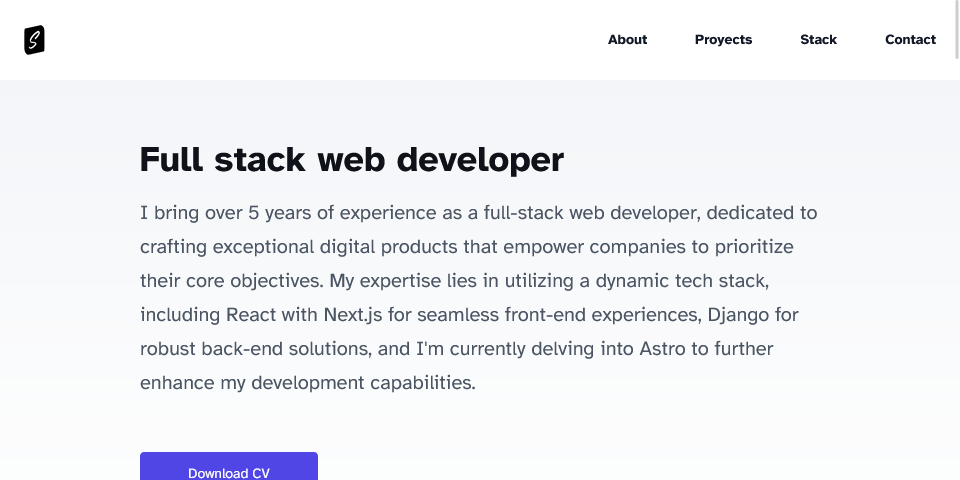 S
About
Proyects
Stack
Contact
Full stack web developer
I bring over 5 years of experience as a full-stack web developer, dedicated to
crafting exceptional digital products that empower companies to prioritize
their core objectives. My expertise lies in utilizing a dynamic tech stack,
including React with Next.js for seamless front-end experiences, Django for
robust back-end solutions, and I'm currently delving into Astro to further
enhance my development capabilities.
Download CV